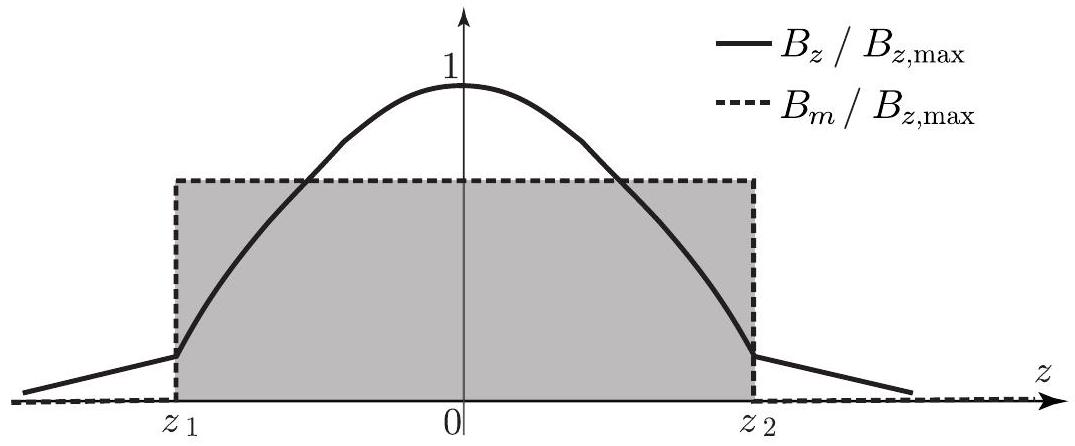 B_z / B_z,max
1
B_m / B_z,max
z
z_1 0 z_2